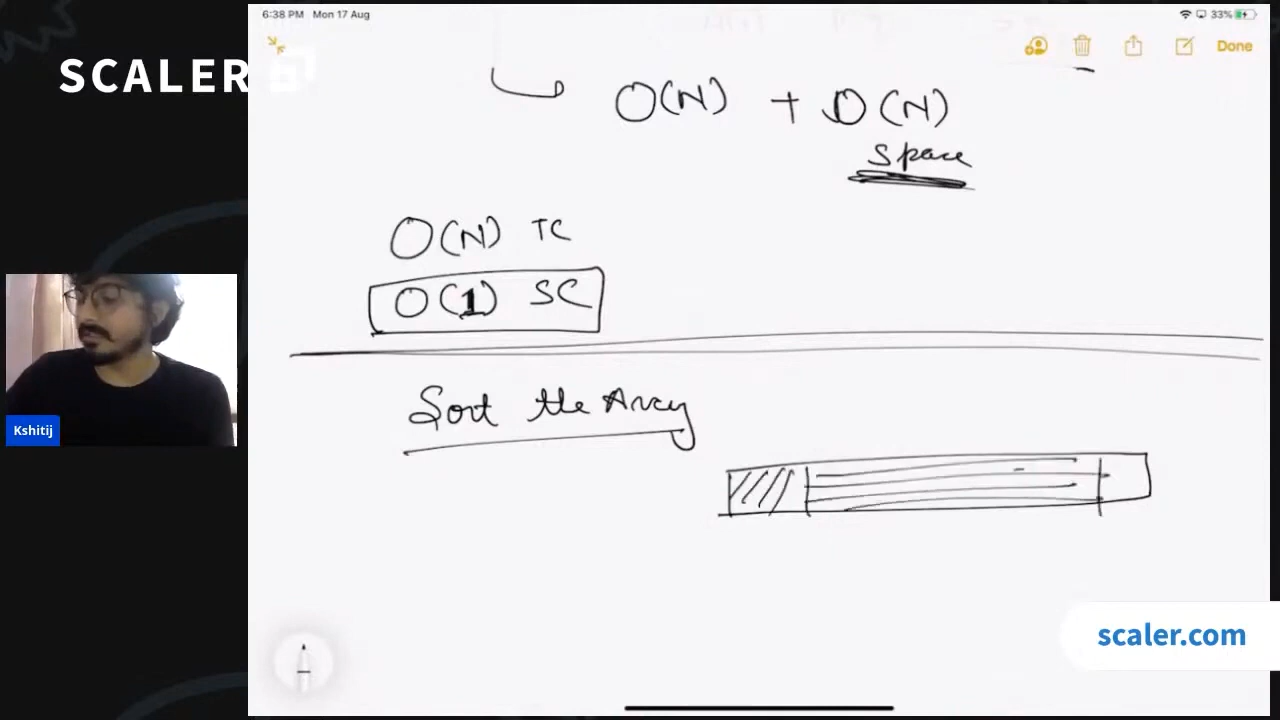 6:38 PM Mon 17 Aug
33%
Done
SCALER
O(N) + O(N)
Space
O(N) TC
O(1) SC
Sort the Array
Kshitij
scaler.com